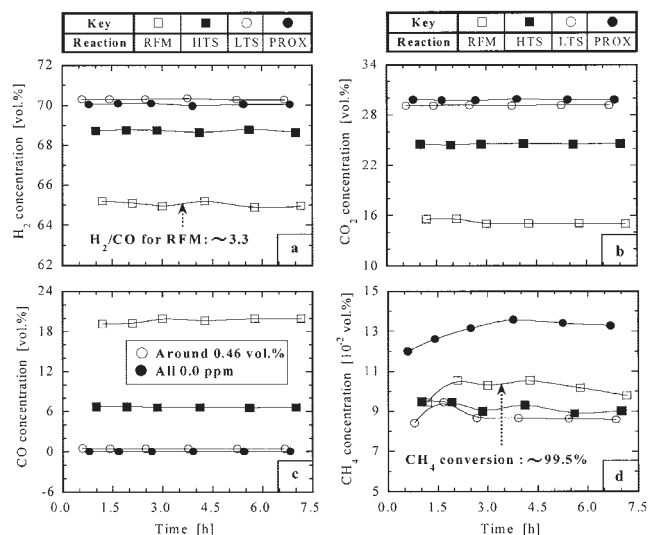 Key RFM HTS LTS PROX
Reaction
Key RFM HTS LTS PROX
Reaction
72
70
68
66
64
62
H2 concentration [vol.%]
H2/CO for RFM: ~3.3
a
30
26
22
18
14
10
CO2 concentration [vol.%]
b
24
18
12
6
0
-6
CO concentration [vol.%]
Around 0.46 vol.%
All 0.0 ppm
c
0.0 1.5 3.0 4.5 6.0 7.5
Time [h]
15
13
11
9
7
5
CH4 concentration [10-2 vol.%]
CH4 conversion : ~99.5%
d
0.0 1.5 3.0 4.5 6.0 7.5
Time [h]